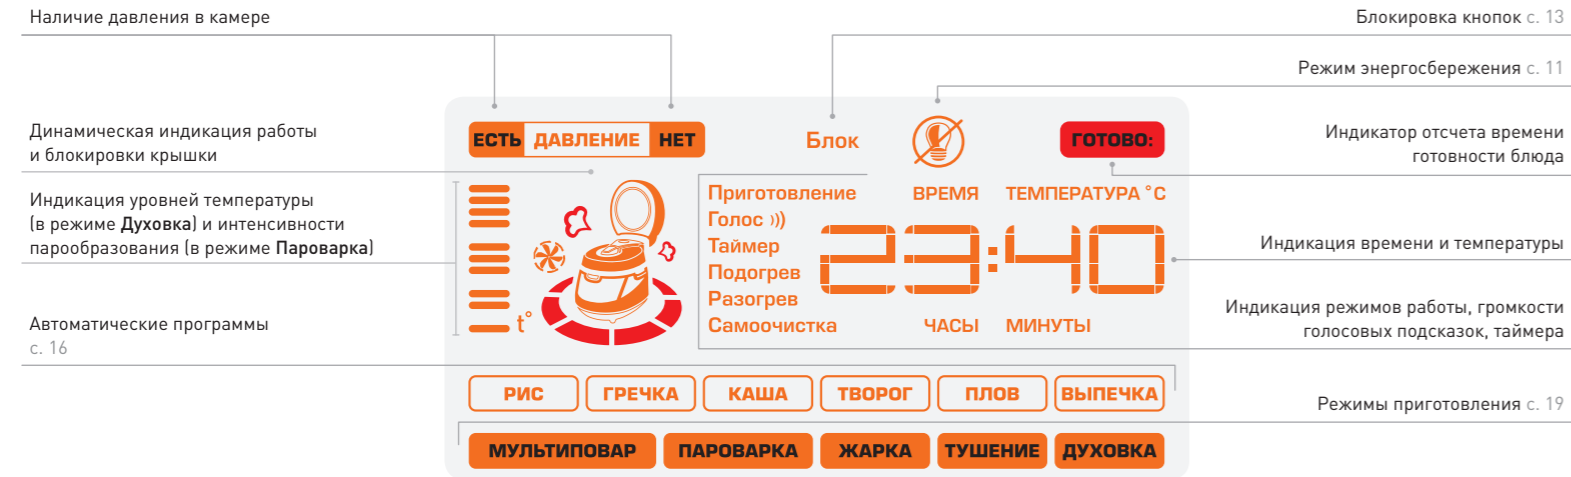 Наличие давления в камере
Динамическая индикация работы
и блокировки крышки
Индикация уровней температуры
(в режиме Духовка) и интенсивности
парообразования (в режиме Пароварка)
Автоматические программы
с. 16
ЕСТЬ ДАВЛЕНИЕ НЕТ
Блок
ГОТОВО:
t°
Приготовление
Голос
Таймер
Подогрев
Разогрев
Самоочистка
ВРЕМЯ ТЕМПЕРАТУРА °C
23:40
ЧАСЫ МИНУТЫ
РИС ГРЕЧКА КАША ТВОРОГ ПЛОВ ВЫПЕЧКА
МУЛЬТИПОВАР ПАРОВАРКА ЖАРКА ТУШЕНИЕ ДУХОВКА
Блокировка кнопок с. 13
Режим энергосбережения с. 11
Индикатор отсчета времени
готовности блюда
Индикация времени и температуры
Индикация режимов работы, громкости
голосовых подсказок, таймера
Режимы приготовления с. 19